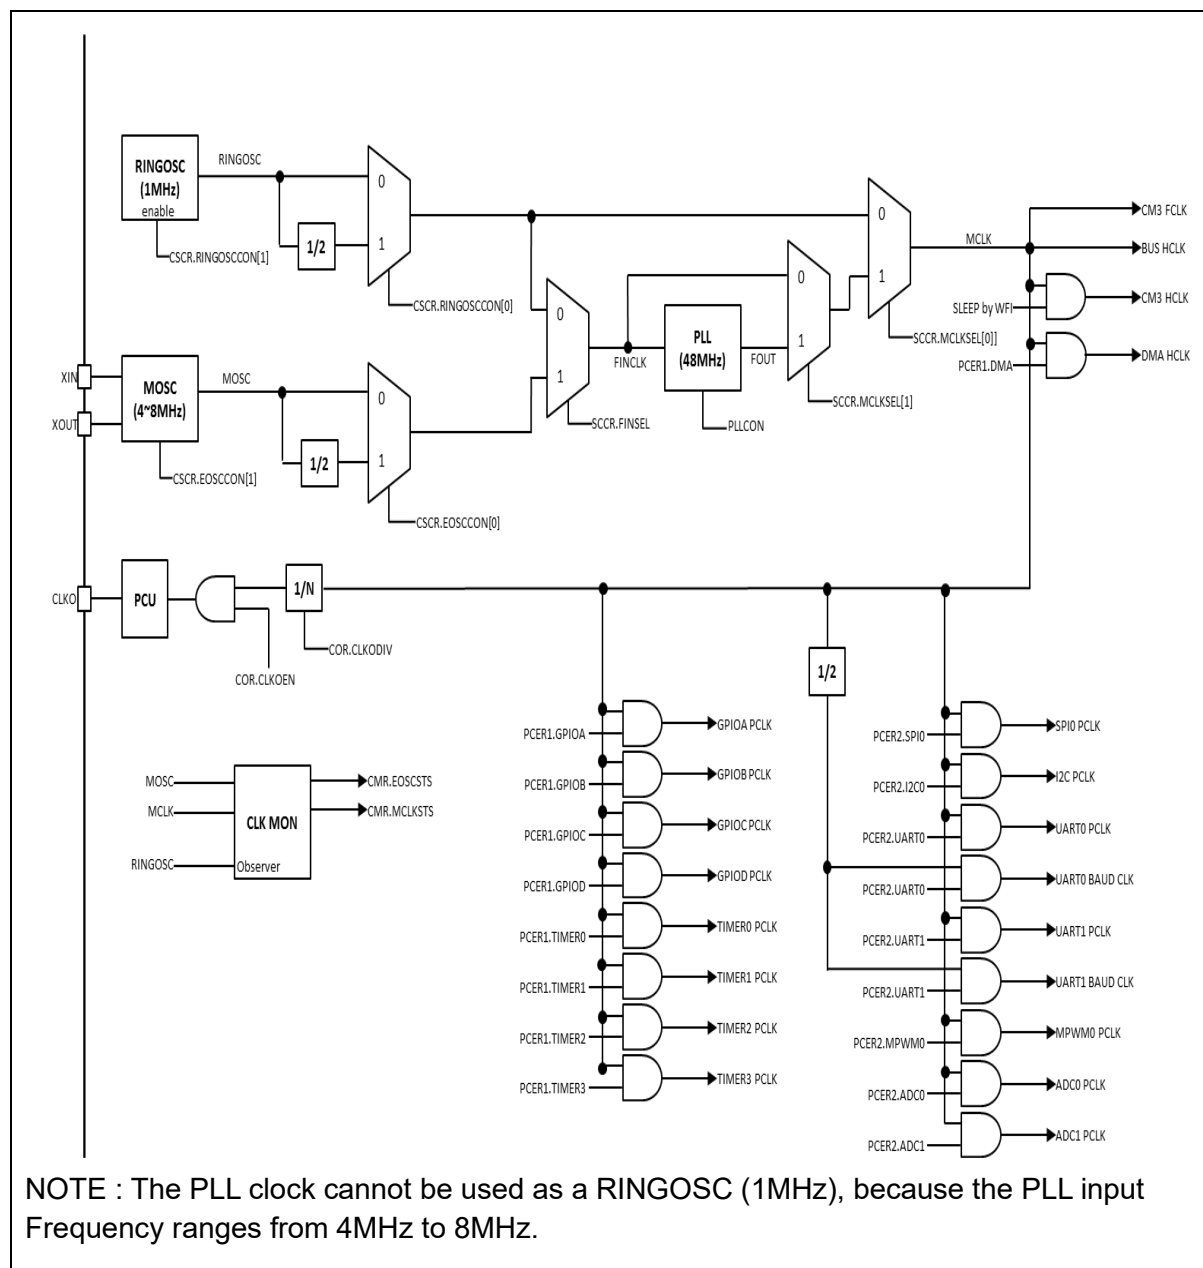 RINGOSC
(1MHz)
enable
RINGOSC
0
1
1/2
CSCR.RINGOSCCON[1]
CSCR.RINGOSCCON[0]
0
1
MCLK
CM3 FCLK
BUS HCLK
CM3 HCLK
SLEEP by WFI
DMA HCLK
PCER1.DMA
0
1
0
1
PLL
(48MHz)
FINCLK
FOUT
SCCR.MCLKSEL[0]]
SCCR.MCLKSEL[1]
SCCR.FINSEL
PLLCON
XIN
XOUT
MOSC
(4~8MHz)
MOSC
0
1
1/2
CSCR.EOSCCON[1]
CSCR.EOSCCON[0]
CLKO
PCU
1/N
COR.CLKODIV
COR.CLKOEN
1/2
PCER1.GPIOA
GPIOA PCLK
PCER1.GPIOB
GPIOB PCLK
PCER1.GPIOC
GPIOC PCLK
PCER1.GPIOD
GPIOD PCLK
PCER1.TIMER0
TIMER0 PCLK
PCER1.TIMER1
TIMER1 PCLK
PCER1.TIMER2
TIMER2 PCLK
PCER1.TIMER3
TIMER3 PCLK
PCER2.SPI0
SPI0 PCLK
PCER2.I2C0
I2C PCLK
PCER2.UART0
UART0 PCLK
PCER2.UART0
UART0 BAUD CLK
PCER2.UART1
UART1 PCLK
PCER2.UART1
UART1 BAUD CLK
PCER2.MPWM0
MPWM0 PCLK
PCER2.ADC0
ADC0 PCLK
PCER2.ADC1
ADC1 PCLK
MOSC
MCLK
RINGOSC
CLK MON
Observer
CMR.EOSCSTS
CMR.MCLKSTS
NOTE : The PLL clock cannot be used as a RINGOSC (1MHz), because the PLL input
Frequency ranges from 4MHz to 8MHz.